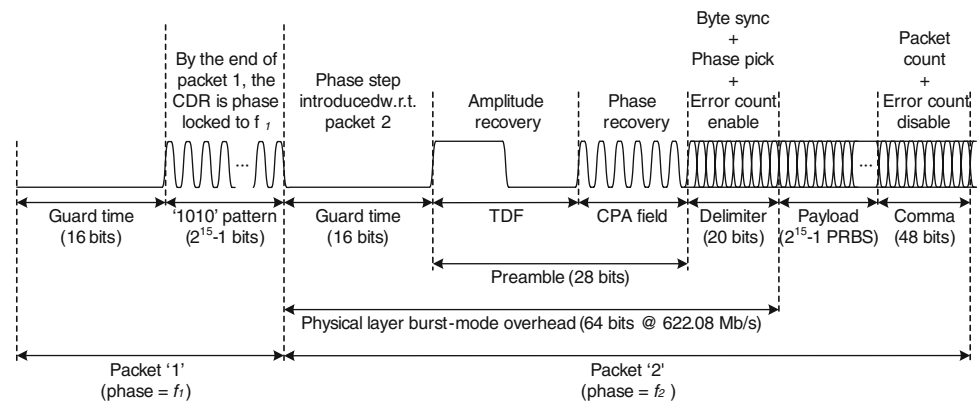 By the end of
packet 1, the
CDR is phase
locked to f 1
Phase step
introducedw.r.t.
packet 2
Amplitude
recovery
Phase
recovery
Byte sync
+
Phase pick
+
Error count
enable
Packet
count
+
Error count
disable
...
...
Guard time
(16 bits)
'1010' pattern
(2^15-1 bits)
Guard time
(16 bits)
TDF
CPA field
Delimiter
(20 bits)
Payload
(2^15-1 PRBS)
Comma
(48 bits)
Preamble (28 bits)
Physical layer burst-mode overhead (64 bits @ 622.08 Mb/s)
Packet '1'
(phase = f1)
Packet '2'
(phase = f2)